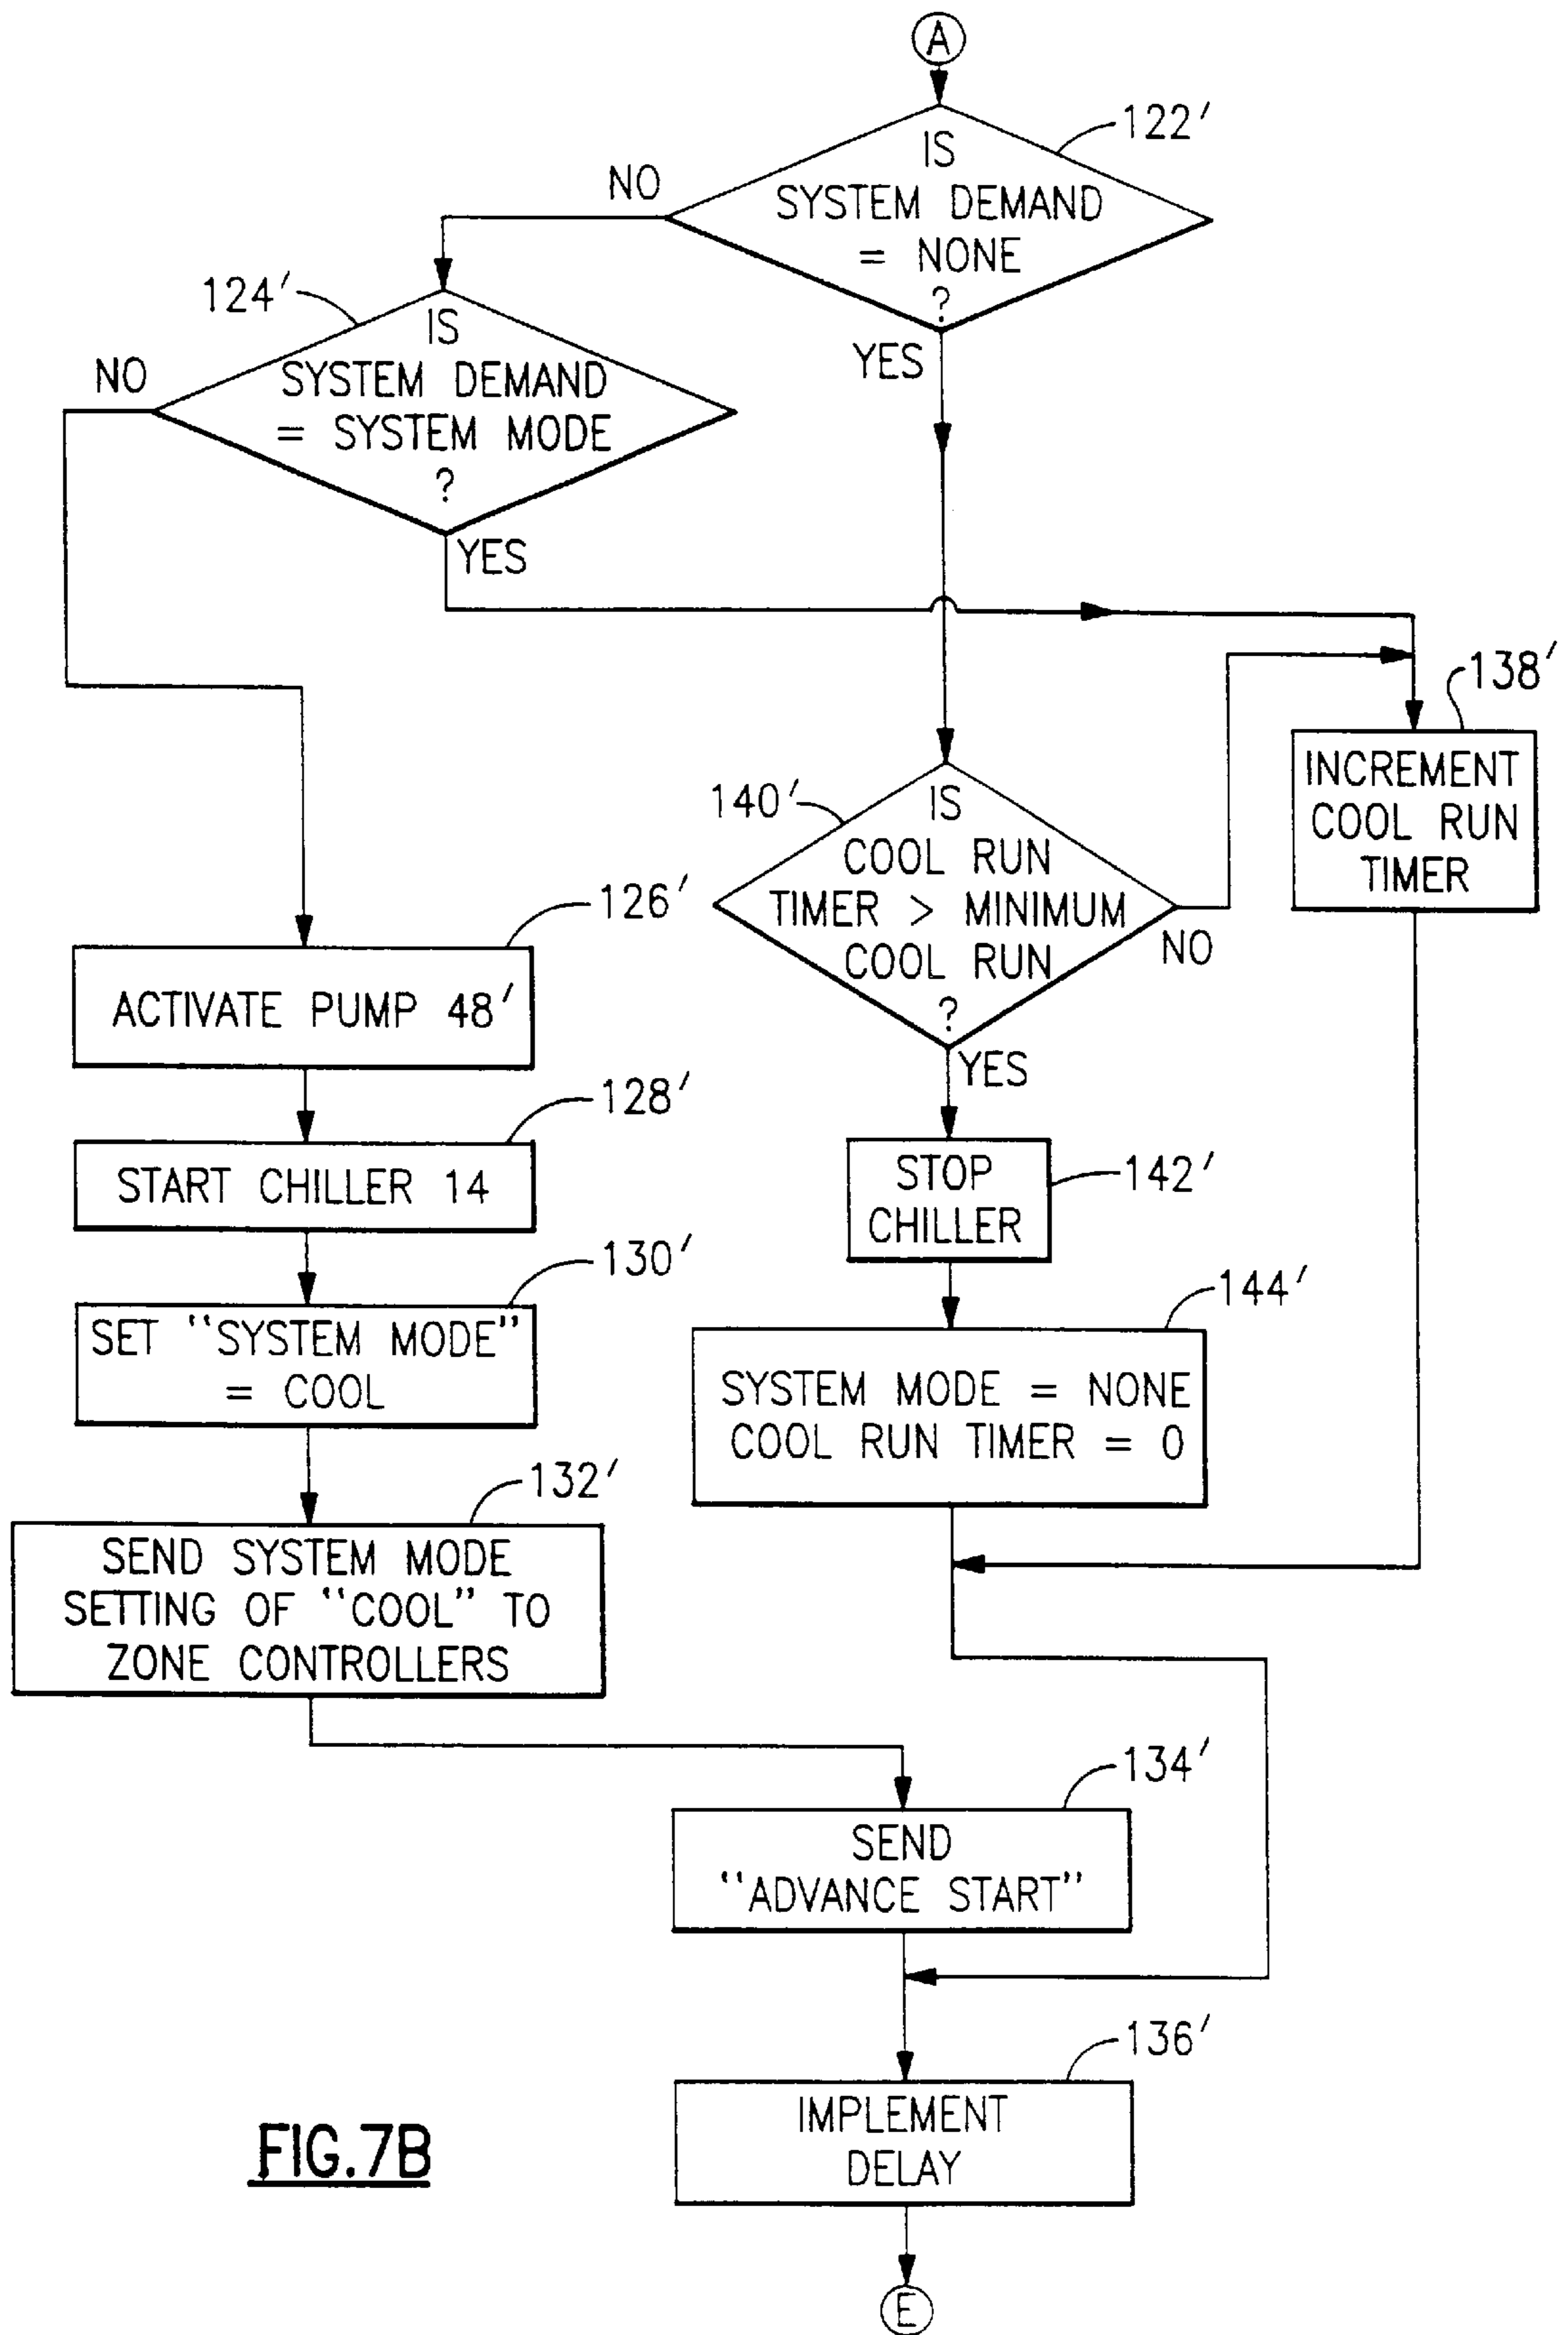 A
122'
IS
SYSTEM DEMAND
= NONE
?
NO
YES
124'
IS
SYSTEM DEMAND
= SYSTEM MODE
?
NO
YES
138'
INCREMENT
COOL RUN
TIMER
140'
IS
COOL RUN
TIMER > MINIMUM
COOL RUN
?
NO
YES
126'
ACTIVATE PUMP 48'
128'
START CHILLER 14
142'
STOP
CHILLER
130'
SET "SYSTEM MODE"
= COOL
144'
SYSTEM MODE = NONE
COOL RUN TIMER = 0
132'
SEND SYSTEM MODE
SETTING OF "COOL" TO
ZONE CONTROLLERS
134'
SEND
"ADVANCE START"
136'
IMPLEMENT
DELAY
E
FIG.7B